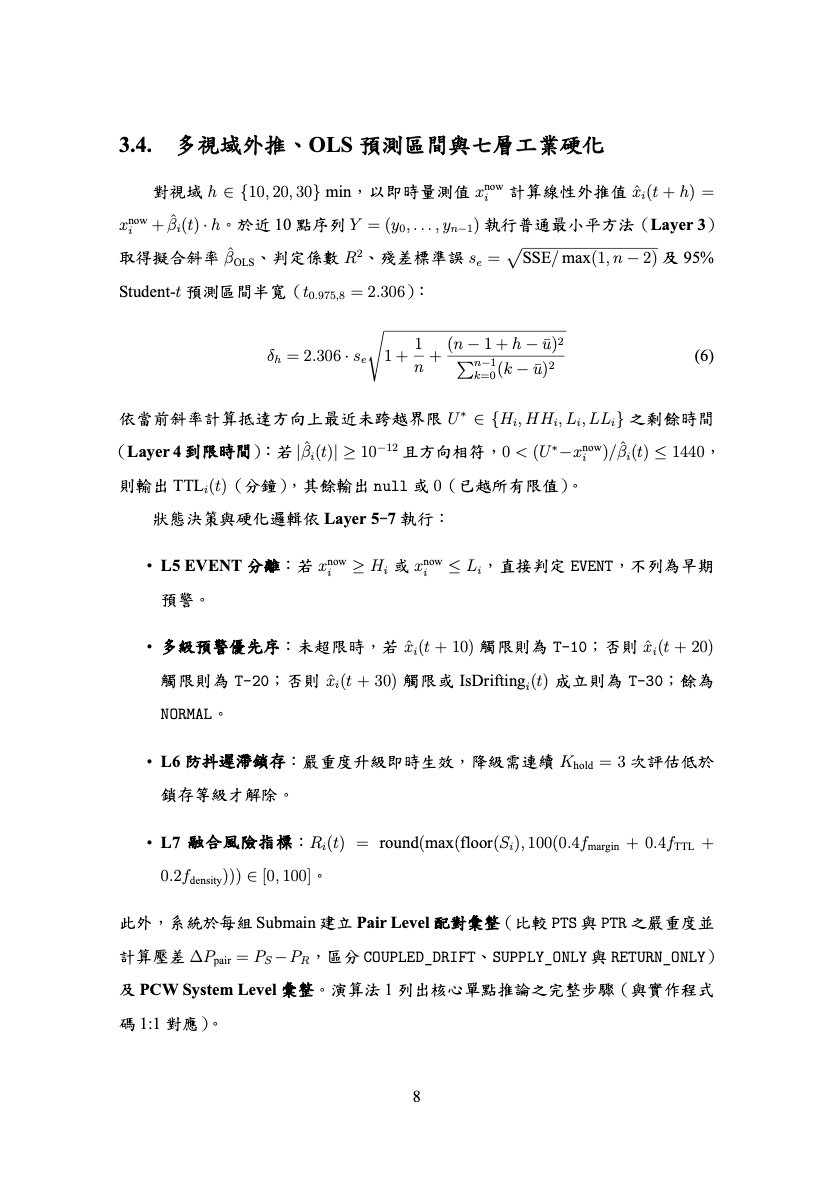 3.4. 多視域外推、OLS 預測區間與七層工業硬化
對視域 h ∈ {10, 20, 30} min，以即時量測值 x_i^now 計算線性外推值 x̂_i(t + h) =
x_i^now + β̂_i(t) · h。於近 10 點序列 Y = (y_0, . . . , y_{n−1}) 執行普通最小平方法（Layer 3）
取得擬合斜率 β̂_OLS、判定係數 R²、殘差標準誤 s_e = √(SSE/ max(1, n − 2)) 及 95%
Student-t 預測區間半寬（t_{0.975,8} = 2.306）：
δ_h = 2.306 · s_e √(1 + 1/n + (n − 1 + h − ū)² / ∑_{k=0}^{n−1}(k − ū)²) (6)
依當前斜率計算抵達方向上最近未跨越界限 U* ∈ {H_i, HH_i, L_i, LL_i} 之剩餘時間
（Layer 4 到限時間）：若 |β̂_i(t)| ≥ 10^{−12} 且方向相符，0 < (U*−x_i^now)/β̂_i(t) ≤ 1440，
則輸出 TTL_i(t)（分鐘），其餘輸出 null 或 0（已越所有限值）。
狀態決策與硬化邏輯依 Layer 5–7 執行：
• L5 EVENT 分離：若 x_i^now ≥ H_i 或 x_i^now ≤ L_i，直接判定 EVENT，不列為早期
預警。
• 多級預警優先序：未超限時，若 x̂_i(t + 10) 觸限則為 T-10；否則 x̂_i(t + 20)
觸限則為 T-20；否則 x̂_i(t + 30) 觸限或 IsDrifting_i(t) 成立則為 T-30；餘為
NORMAL。
• L6 防抖遲滯鎖存：嚴重度升級即時生效，降級需連續 K_hold = 3 次評估低於
鎖存等級才解除。
• L7 融合風險指標：R_i(t) = round(max(floor(S_i), 100(0.4f_margin + 0.4f_TTL +
0.2f_density))) ∈ [0, 100]。
此外，系統於每組 Submain 建立 Pair Level 配對彙整（比較 PTS 與 PTR 之嚴重度並
計算壓差 ΔP_pair = P_S − P_R，區分 COUPLED_DRIFT、SUPPLY_ONLY 與 RETURN_ONLY）
及 PCW System Level 彙整。演算法 1 列出核心單點推論之完整步驟（與實作程式
碼 1:1 對應）。
8